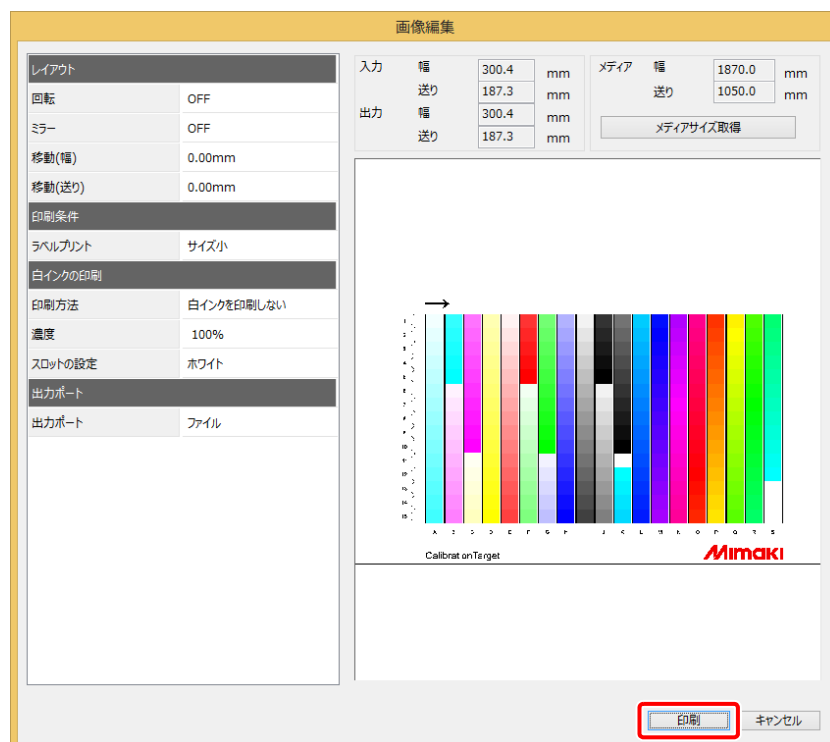 画像編集
レイアウト
回転 OFF
ミラー OFF
移動(幅) 0.00mm
移動(送り) 0.00mm
印刷条件
ラベルプリント サイズ小
白インクの印刷
印刷方法 白インクを印刷しない
濃度 100%
スロットの設定 ホワイト
出力ポート
出力ポート ファイル
入力 幅 300.4 mm
送り 187.3 mm
出力 幅 300.4 mm
送り 187.3 mm
メディア 幅 1870.0 mm
送り 1050.0 mm
メディアサイズ取得
Calibrat onTarget
Mimaki
印刷 キャンセル